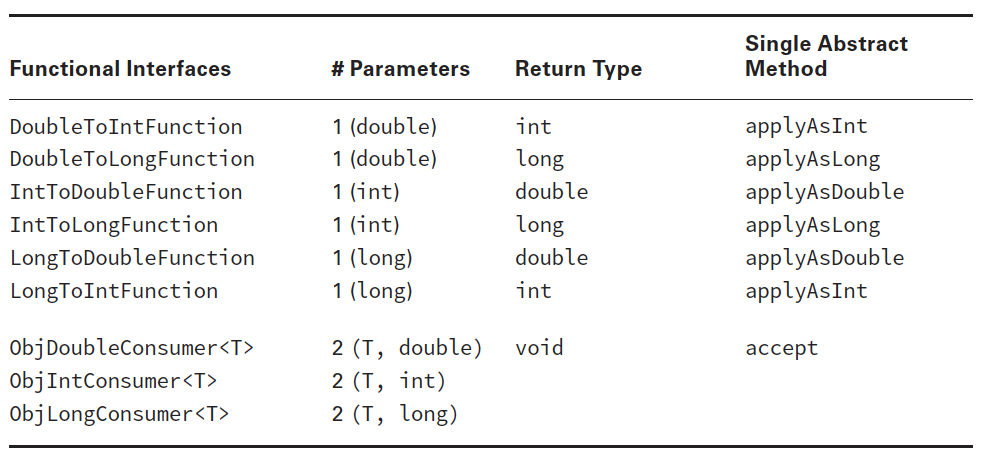 Functional Interfaces # Parameters Return Type Single Abstract Method
DoubleToIntFunction 1 (double) int applyAsInt
DoubleToLongFunction 1 (double) long applyAsLong
IntToDoubleFunction 1 (int) double applyAsDouble
IntToLongFunction 1 (int) long applyAsLong
LongToDoubleFunction 1 (long) double applyAsDouble
LongToIntFunction 1 (long) int applyAsInt
ObjDoubleConsumer<T> 2 (T, double) void accept
ObjIntConsumer<T> 2 (T, int)
ObjLongConsumer<T> 2 (T, long)